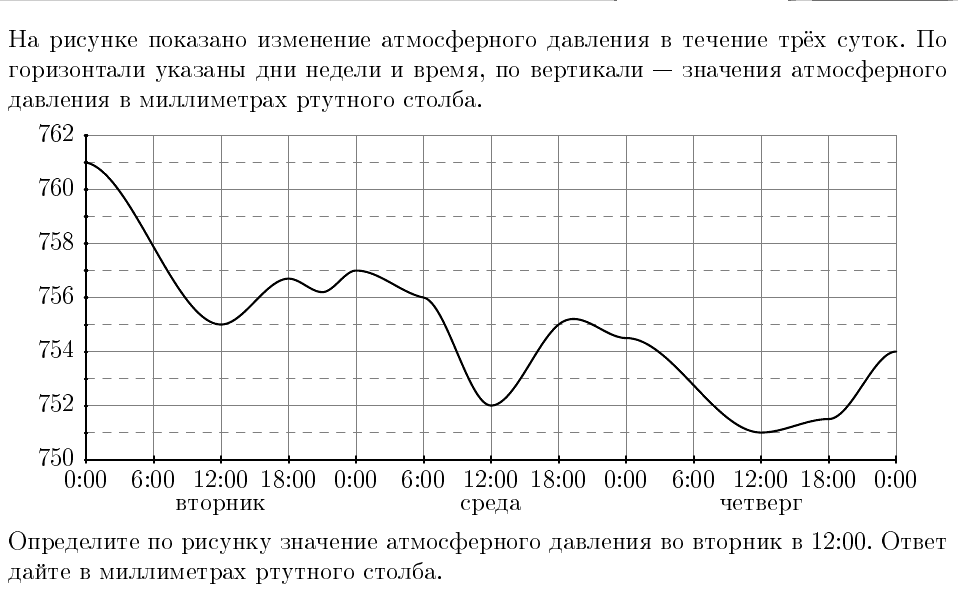 На рисунке показано изменение атмосферного давления в течение трёх суток. По
горизонтали указаны дни недели и время, по вертикали — значения атмосферного
давления в миллиметрах ртутного столба.
762
760
758
756
754
752
750
0:00 6:00 12:00 18:00 0:00 6:00 12:00 18:00 0:00 6:00 12:00 18:00 0:00
вторник среда четверг
Определите по рисунку значение атмосферного давления во вторник в 12:00. Ответ
дайте в миллиметрах ртутного столба.